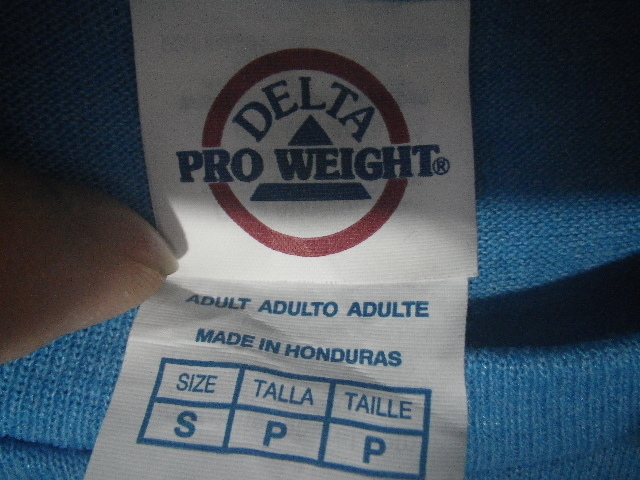 DELTA
PRO WEIGHT®
ADULT ADULTO ADULTE
MADE IN HONDURAS
SIZE TALLA TAILLE
S P P